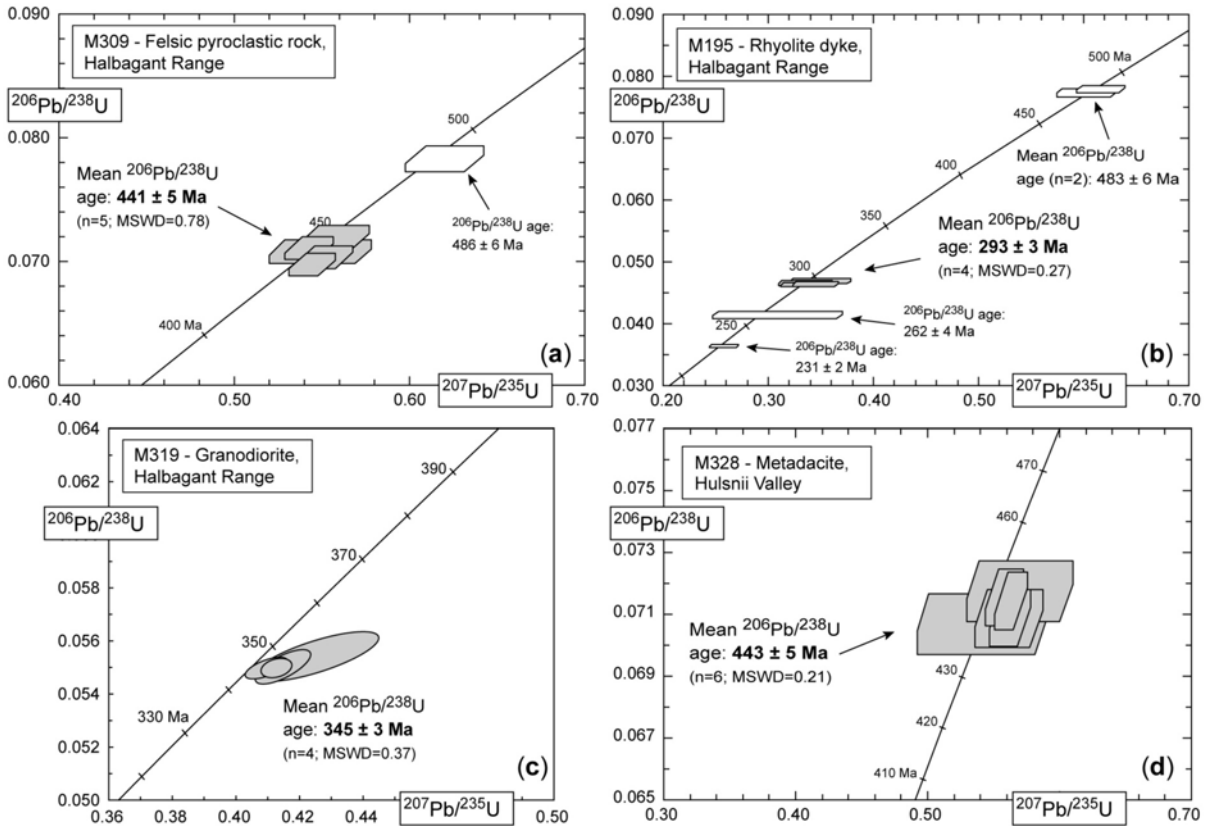 0.090
M309 - Felsic pyroclastic rock,
Halbagant Range
206Pb/238U
500
0.080
Mean 206Pb/238U
age: 441 ± 5 Ma
(n=5; MSWD=0.78)
450
206Pb/238U age:
486 ± 6 Ma
0.070
400 Ma
(a)
0.060
207Pb/235U
0.40
0.50
0.60
0.70
0.090
M195 - Rhyolite dyke,
Halbagant Range
500 Ma
0.080
206Pb/238U
450
0.070
Mean 206Pb/238U
age (n=2): 483 ± 6 Ma
400
0.060
350
Mean 206Pb/238U
age: 293 ± 3 Ma
(n=4; MSWD=0.27)
0.050
300
206Pb/238U age:
262 ± 4 Ma
0.040
250
206Pb/238U age:
231 ± 2 Ma
(b)
0.030
207Pb/235U
0.20
0.30
0.40
0.50
0.60
0.70
0.064
M319 - Granodiorite,
Halbagant Range
390
0.062
206Pb/238U
0.058
370
0.056
350
0.054
Mean 206Pb/238U
age: 345 ± 3 Ma
(n=4; MSWD=0.37)
330 Ma
0.052
(c)
0.050
207Pb/235U
0.36
0.38
0.40
0.42
0.44
0.50
0.077
M328 - Metadacite,
Hulsnii Valley
470
0.075
206Pb/238U
460
0.073
0.071
Mean 206Pb/238U
age: 443 ± 5 Ma
(n=6; MSWD=0.21)
0.069
430
420
0.067
410 Ma
(d)
0.065
207Pb/235U
0.40
0.50
0.70